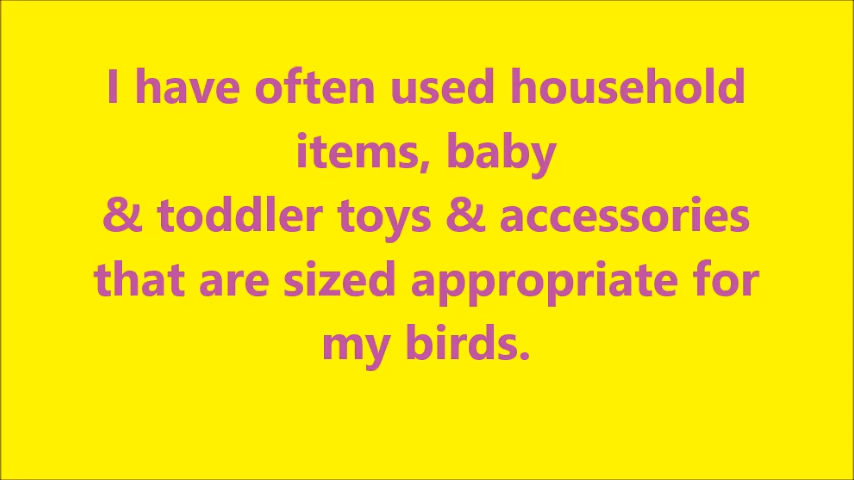 I have often used household
items, baby
& toddler toys & accessories
that are sized appropriate for
my birds.